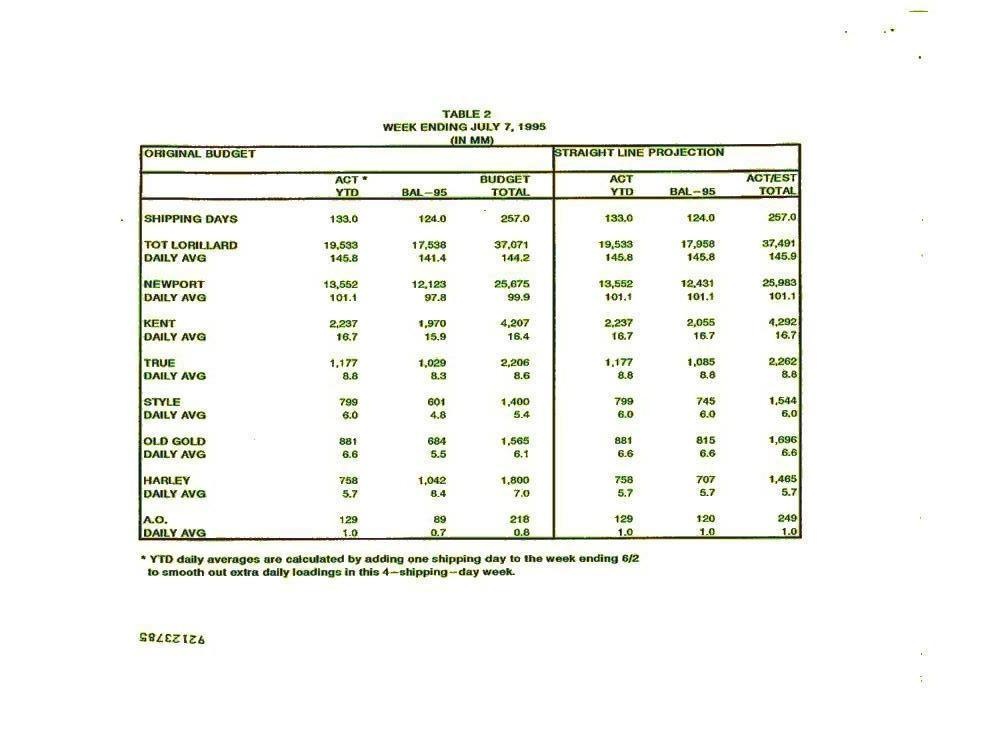 TABLE 2
WEEK ENDING JULY 7, 1995
(IN MM)
ORIGINAL BUDGET STRAIGHT LINE PROJECTION
ACT * BUDGET ACT ACT/EST
YTD BAL-95 TOTAL YTD BAL-95 TOTAL
SHIPPING DAYS 133.0 124.0 257.0 133.0 124.0 257.0
TOT LORILLARD 19,533 17,538 37,071 19,533 17,958 37,491
DAILY AVG 145.8 141.4 144.2 145.8 145.8 145.9
NEWPORT 13,552 12,123 25,675 13,552 12,431 25,983
DAILY AVG 101.1 97.8 99.9 101.1 101.1 101.1
KENT 2,237 1,970 4,207 2,237 2,055 4,292
DAILY AVG 16.7 15.9 16.4 16.7 16.7 16.7
TRUE 1,177 1,029 2,206 1,177 1,085 2,262
DAILY AVG 8.8 8.3 8.6 8.8 8.8 8.8
STYLE 799 601 1,400 799 745 1,544
DAILY AVG 6.0 4.8 5.4 6.0 6.0 6.0
OLD GOLD 881 684 1,565 881 815 1,696
DAILY AVG 6.6 5.5 6.1 6.6 6.6 6.6
HARLEY 758 1,042 1,800 758 707 1,465
DAILY AVG 5.7 8.4 7.0 5.7 5.7 5.7
A.O. 129 89 218 129 120 249
DAILY AVG 1.0 0.7 0.8 1.0 1.0 1.0
* YTD daily averages are calculated by adding one shipping day to the week ending 6/2
to smooth out extra daily loadings in this 4-shipping-day week.
92123785